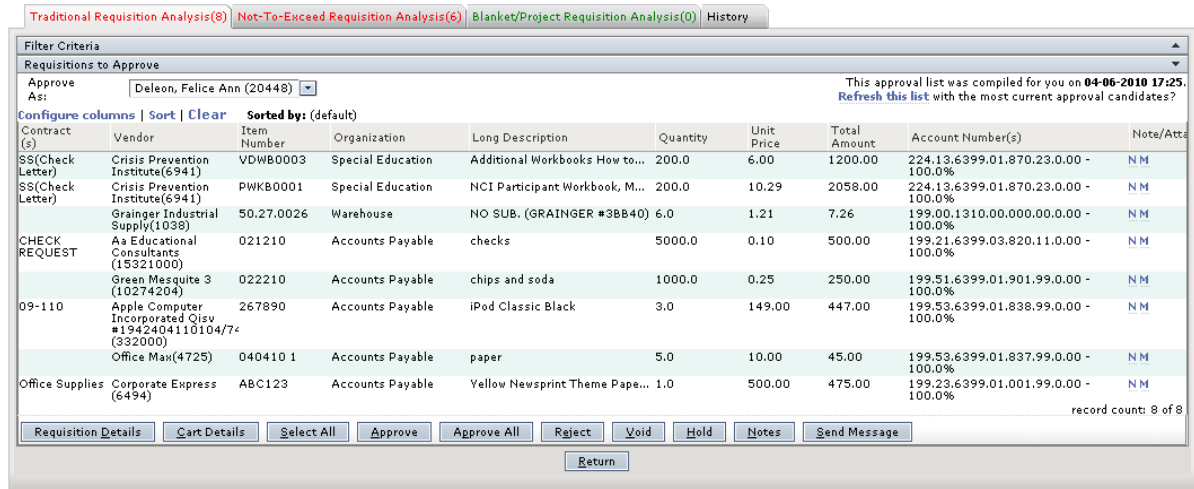 Traditional Requisition Analysis(8) Not-To-Exceed Requisition Analysis(6) Blanket/Project Requisition Analysis(0) History
Filter Criteria
Requisitions to Approve
Approve As: Deleon, Felice Ann (20448) This approval list was compiled for you on 04-06-2010 17:25.
Refresh this list with the most current approval candidates?
Configure columns | Sort | Clear Sorted by: (default)
Contract (s) Vendor Item Number Organization Long Description Quantity Unit Price Total Amount Account Number(s) Note/Atta
SS(Check Letter) Crisis Prevention Institute(6941) VDWB0003 Special Education Additional Workbooks How to... 200.0 6.00 1200.00 224.13.6399.01.870.23.0.00 - 100.0% N M
SS(Check Letter) Crisis Prevention Institute(6941) PWKB0001 Special Education NCI Participant Workbook, M... 200.0 10.29 2058.00 224.13.6399.01.870.23.0.00 - 100.0% N M
Grainger Industrial Supply(1038) 50.27.0026 Warehouse NO SUB. (GRAINGER #3BB40) 6.0 1.21 7.26 199.00.1310.00.000.00.0.00 - 100.0% N M
CHECK REQUEST Aa Educational Consultants (15321000) 021210 Accounts Payable checks 5000.0 0.10 500.00 199.21.6399.03.820.11.0.00 - 100.0% N M
Green Mesquite 3 (10274204) 022210 Accounts Payable chips and soda 1000.0 0.25 250.00 199.51.6399.01.901.99.0.00 - 100.0% N M
09-110 Apple Computer Incorporated Qisv #1942404110104/74 (332000) 267890 Accounts Payable iPod Classic Black 3.0 149.00 447.00 199.53.6399.01.838.99.0.00 - 100.0% N M
Office Max(4725) 040410 1 Accounts Payable paper 5.0 10.00 45.00 199.53.6399.01.837.99.0.00 - 100.0% N M
Office Supplies Corporate Express (6494) ABC123 Accounts Payable Yellow Newsprint Theme Pape... 1.0 500.00 475.00 199.23.6399.01.001.99.0.00 - 100.0% N M
record count: 8 of 8
Requisition Details Cart Details Select All Approve Approve All Reject Void Hold Notes Send Message
Return